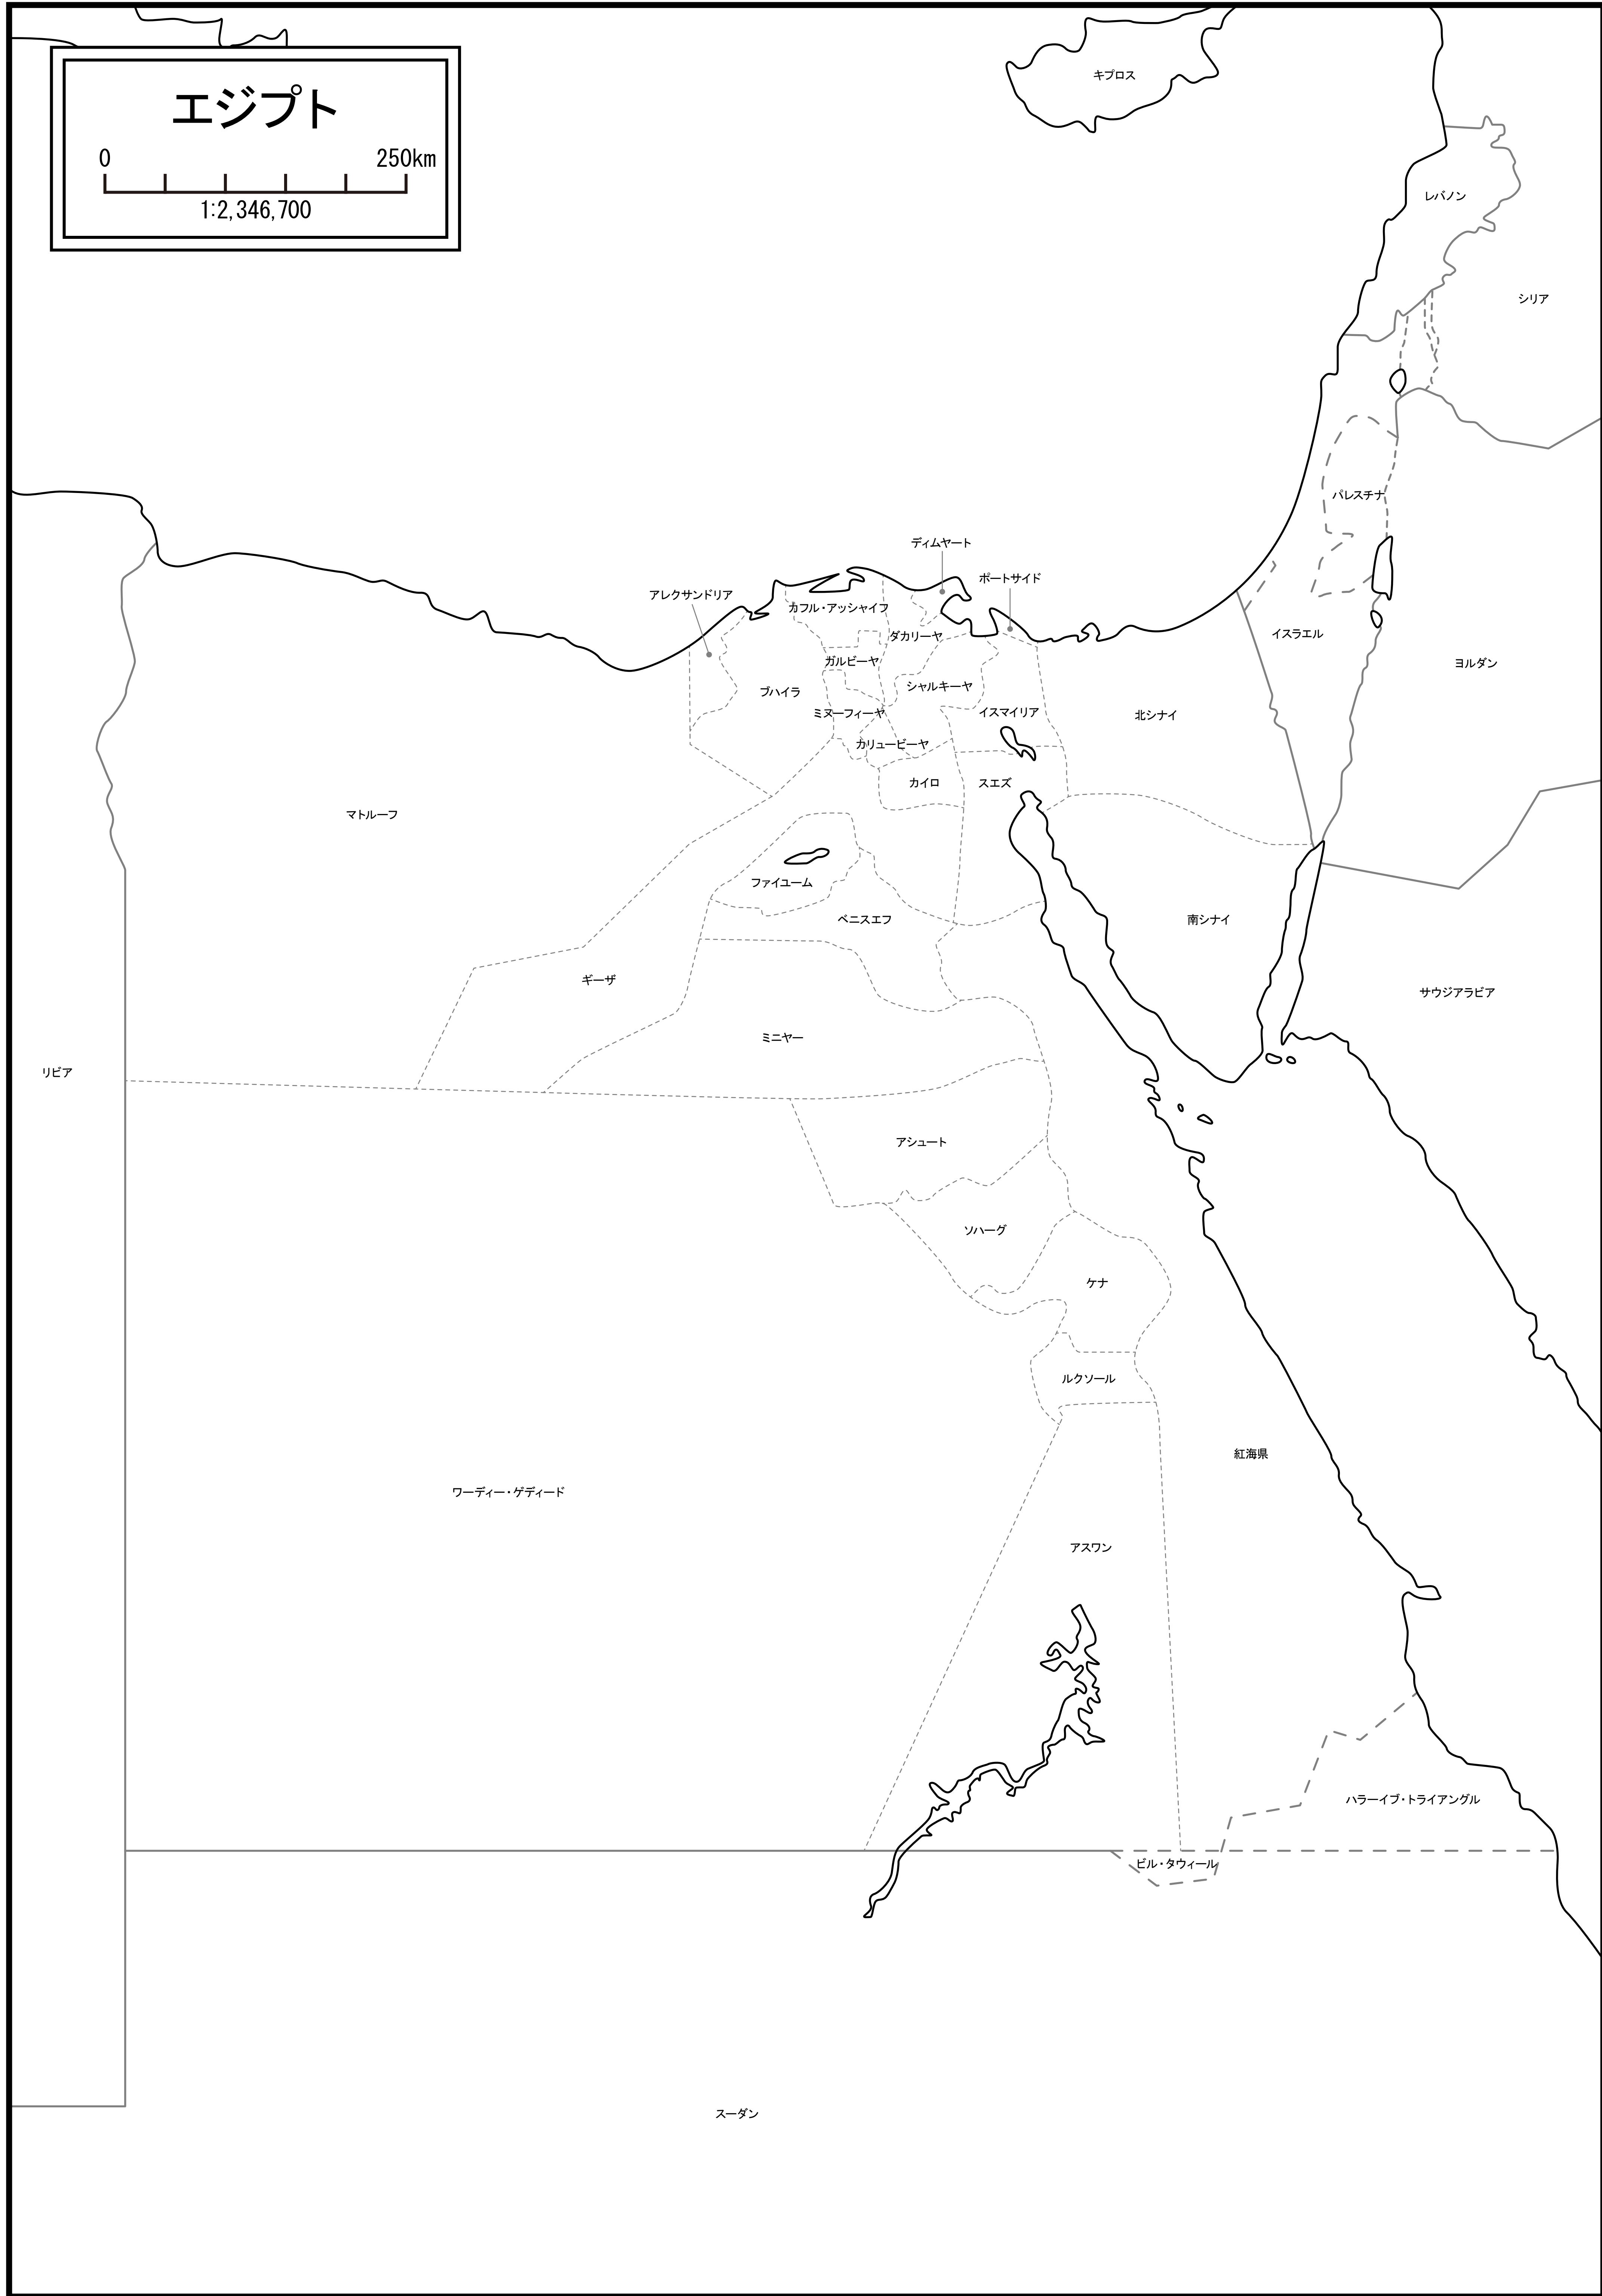 エジプト
0 250km
1:2,346,700
キプロス
レバノン
シリア
パレスチナ
ディムヤート
ポートサイド
アレクサンドリア
カフル・アッシャイフ
ダカリーヤ
イスラエル
ガルビーヤ
ヨルダン
シャルキーヤ
ブハイラ
ミヌーフィーヤ
イスマイリア
北シナイ
カリュービーヤ
カイロ
スエズ
マトルーフ
ファイユーム
ベニスエフ
南シナイ
ギーザ
サウジアラビア
ミニヤー
リビア
アシュート
ソハーグ
ケナ
ルクソール
紅海県
ワーディー・ゲディード
アスワン
ハラーイブ・トライアングル
ビル・タウィール
スーダン